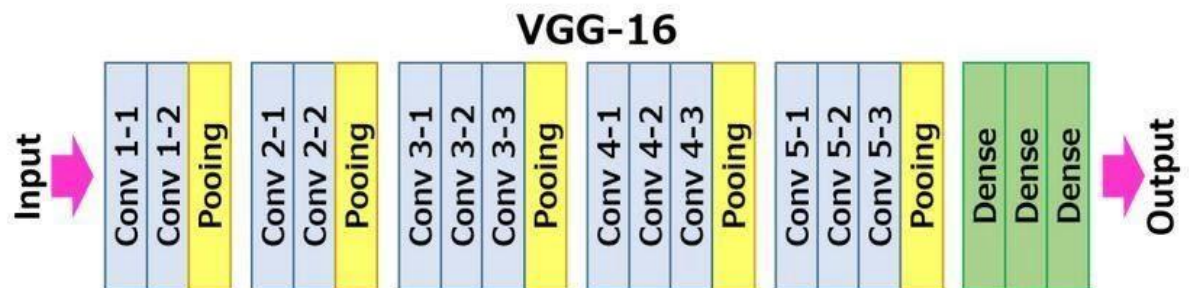 VGG-16
Input
Conv 1-1
Conv 1-2
Pooing
Conv 2-1
Conv 2-2
Pooing
Conv 3-1
Conv 3-2
Conv 3-3
Pooing
Conv 4-1
Conv 4-2
Conv 4-3
Pooing
Conv 5-1
Conv 5-2
Conv 5-3
Pooing
Dense
Dense
Dense
Output